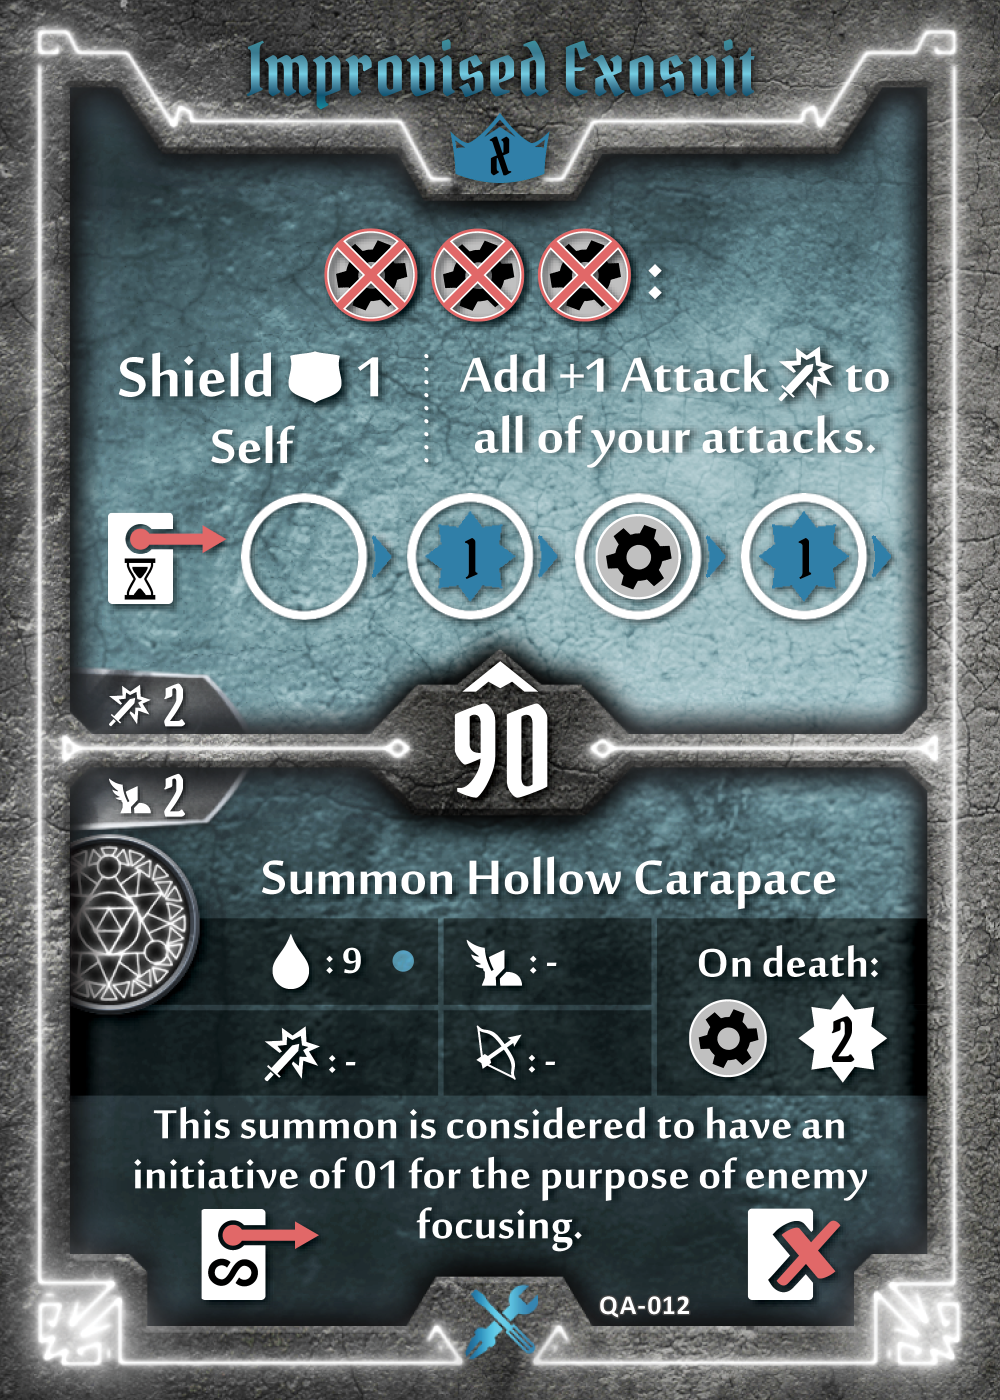 Improvised Exosuit
X
:
Shield 1
Self
Add +1 Attack to
all of your attacks.
1
1
2
90
2
Summon Hollow Carapace
: 9
: -
: -
: -
On death:
2
This summon is considered to have an
initiative of 01 for the purpose of enemy
focusing.
QA-012